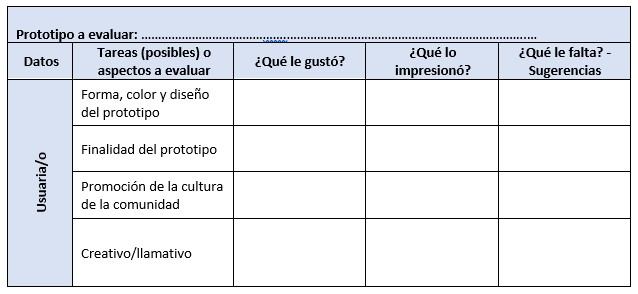 Prototipo a evaluar: ……………………………………………………………………………………………
Datos
Tareas (posibles) o
aspectos a evaluar
¿Qué le gustó?
¿Qué lo
impresionó?
¿Qué le falta? -
Sugerencias
Usuaria/o
Forma, color y diseño
del prototipo
Finalidad del prototipo
Promoción de la cultura
de la comunidad
Creativo/llamativo